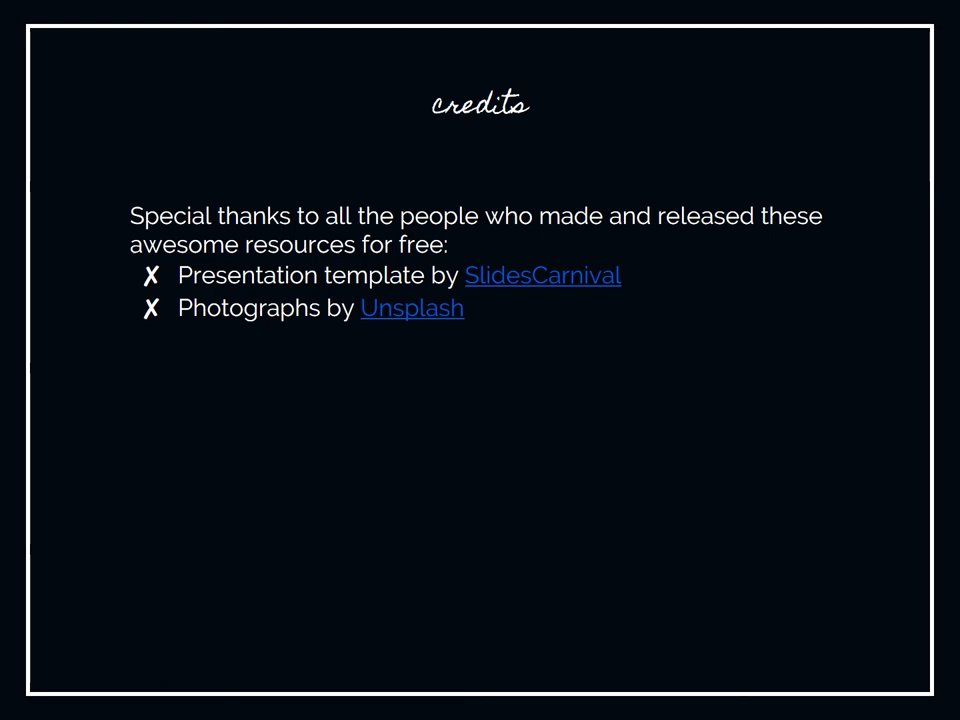 credits
Special thanks to all the people who made and released these
awesome resources for free:
✘ Presentation template by SlidesCarnival
✘ Photographs by Unsplash